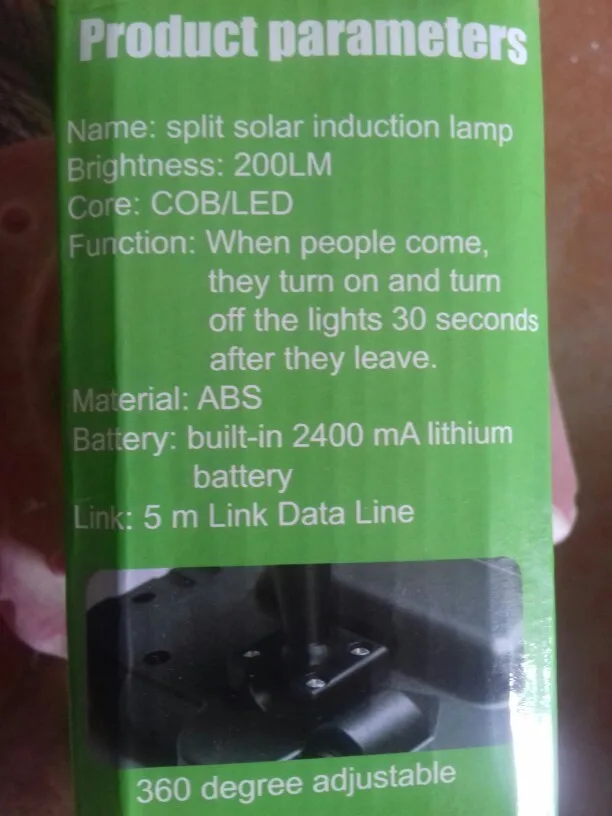 Product parameters
Name: split solar induction lamp
Brightness: 200LM
Core: COB/LED
Function: When people come,
they turn on and turn
off the lights 30 seconds
after they leave.
Material: ABS
Battery: built-in 2400 mA lithium
battery
Link: 5 m Link Data Line
360 degree adjustable